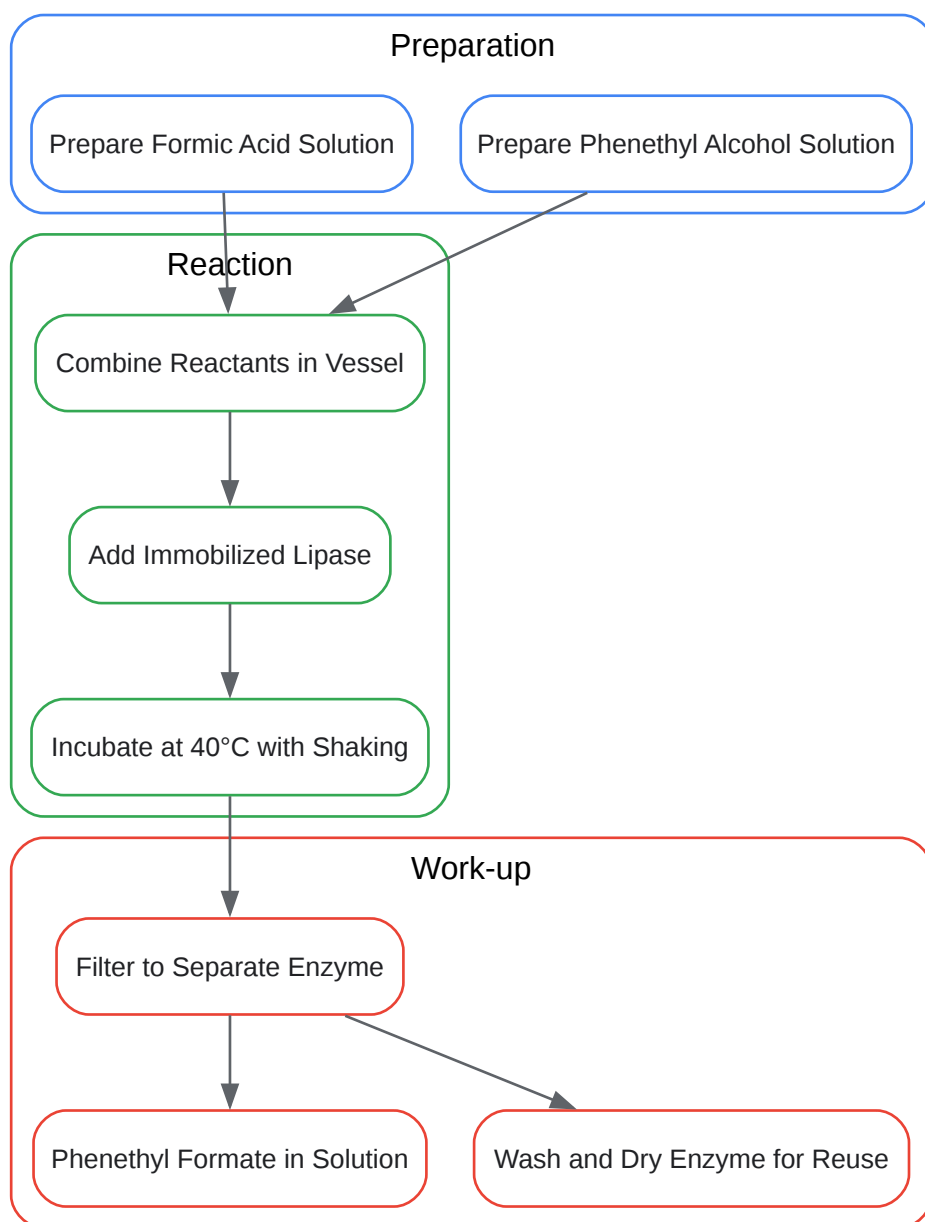 Preparation
Prepare Formic Acid Solution
Prepare Phenethyl Alcohol Solution
Reaction
Combine Reactants in Vessel
Add Immobilized Lipase
Incubate at 40°C with Shaking
Work-up
Filter to Separate Enzyme
Phenethyl Formate in Solution
Wash and Dry Enzyme for Reuse